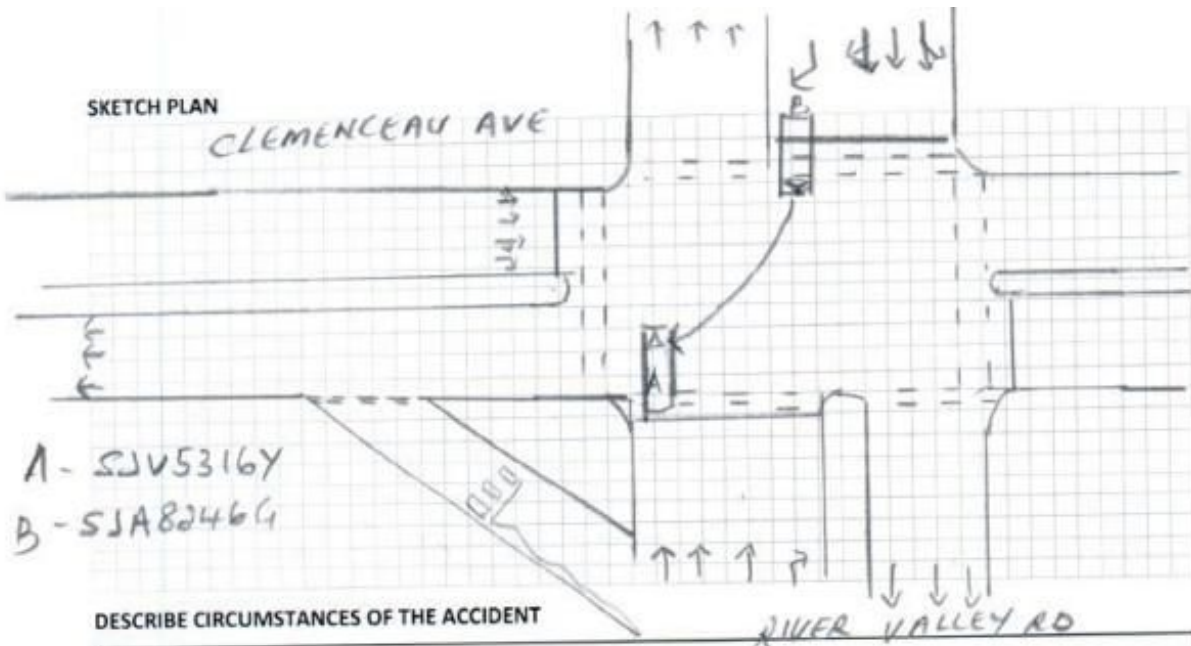 SKETCH PLAN
CLEMENCEAU AVE
B
A
A
A - SJV5316Y
B - SJA8246G
DESCRIBE CIRCUMSTANCES OF THE ACCIDENT
RIVER VALLEY RD